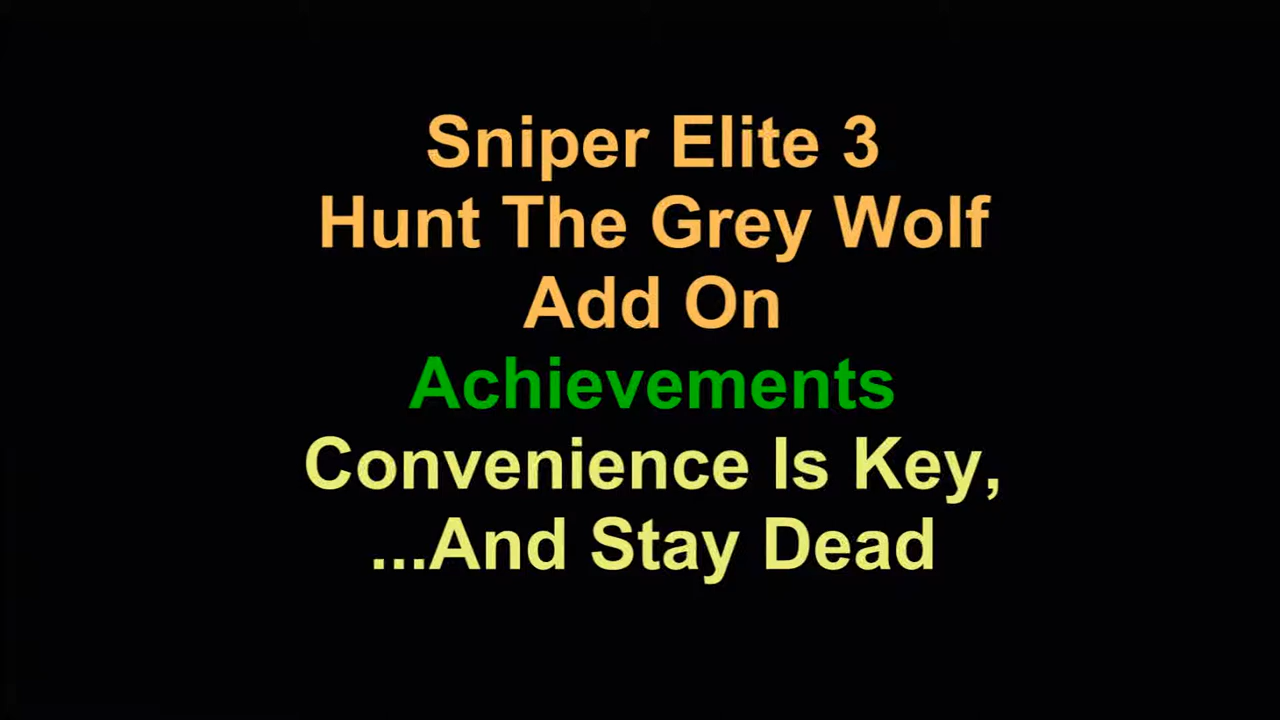 Sniper Elite 3
Hunt The Grey Wolf
Add On
Achievements
Convenience Is Key,
...And Stay Dead